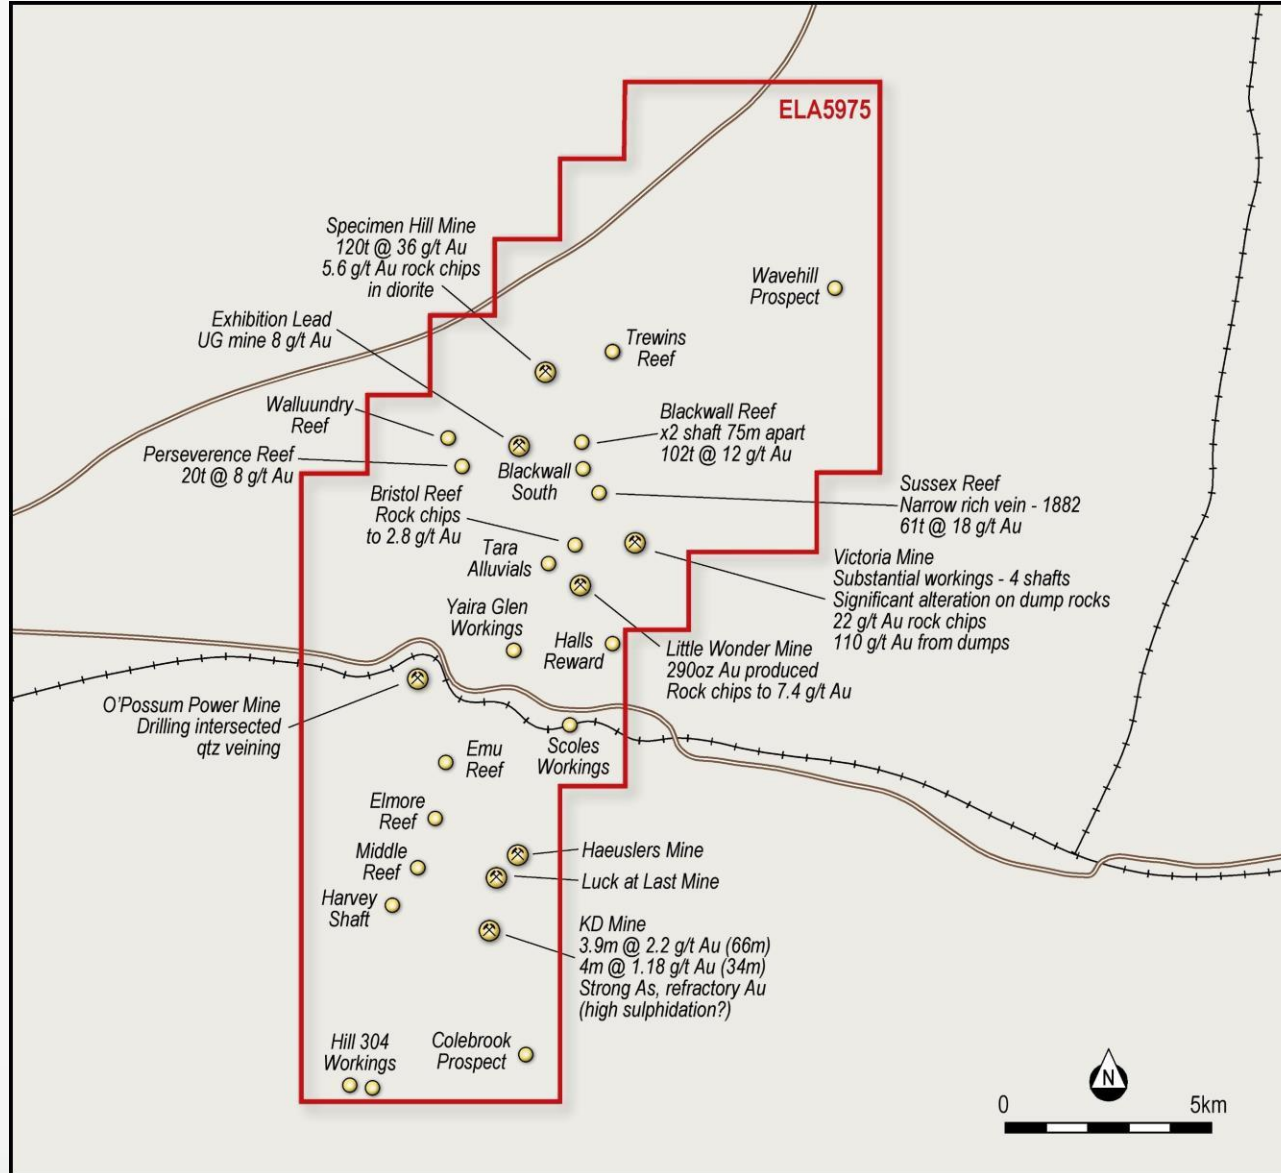 ELA5975
Specimen Hill Mine
120t @ 36 g/t Au
5.6 g/t Au rock chips
in diorite
Wavehill
Prospect
Exhibition Lead
UG mine 8 g/t Au
Trewins
Reef
Walluundry
Reef
Blackwall Reef
x2 shaft 75m apart
102t @ 12 g/t Au
Perseverence Reef
20t @ 8 g/t Au
Blackwall
South
Sussex Reef
Narrow rich vein - 1882
61t @ 18 g/t Au
Bristol Reef
Rock chips
to 2.8 g/t Au
Tara
Alluvials
Victoria Mine
Substantial workings - 4 shafts
Significant alteration on dump rocks
22 g/t Au rock chips
110 g/t Au from dumps
Yaira Glen
Workings
Halls
Reward
Little Wonder Mine
290oz Au produced
Rock chips to 7.4 g/t Au
O'Possum Power Mine
Drilling intersected
qtz veining
Emu
Reef
Scoles
Workings
Elmore
Reef
Middle
Reef
Haeuslers Mine
Luck at Last Mine
Harvey
Shaft
KD Mine
3.9m @ 2.2 g/t Au (66m)
4m @ 1.18 g/t Au (34m)
Strong As, refractory Au
(high sulphidation?)
Hill 304
Workings
Colebrook
Prospect
N
0
5km